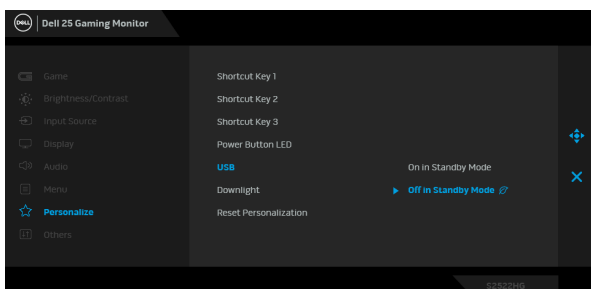 DELL Dell 25 Gaming Monitor
Game
Brightness/Contrast
Input Source
Display
Audio
Menu
Personalize
Others
Shortcut Key 1
Shortcut Key 2
Shortcut Key 3
Power Button LED
USB On in Standby Mode
Downlight Off in Standby Mode
Reset Personalization
S2522HG